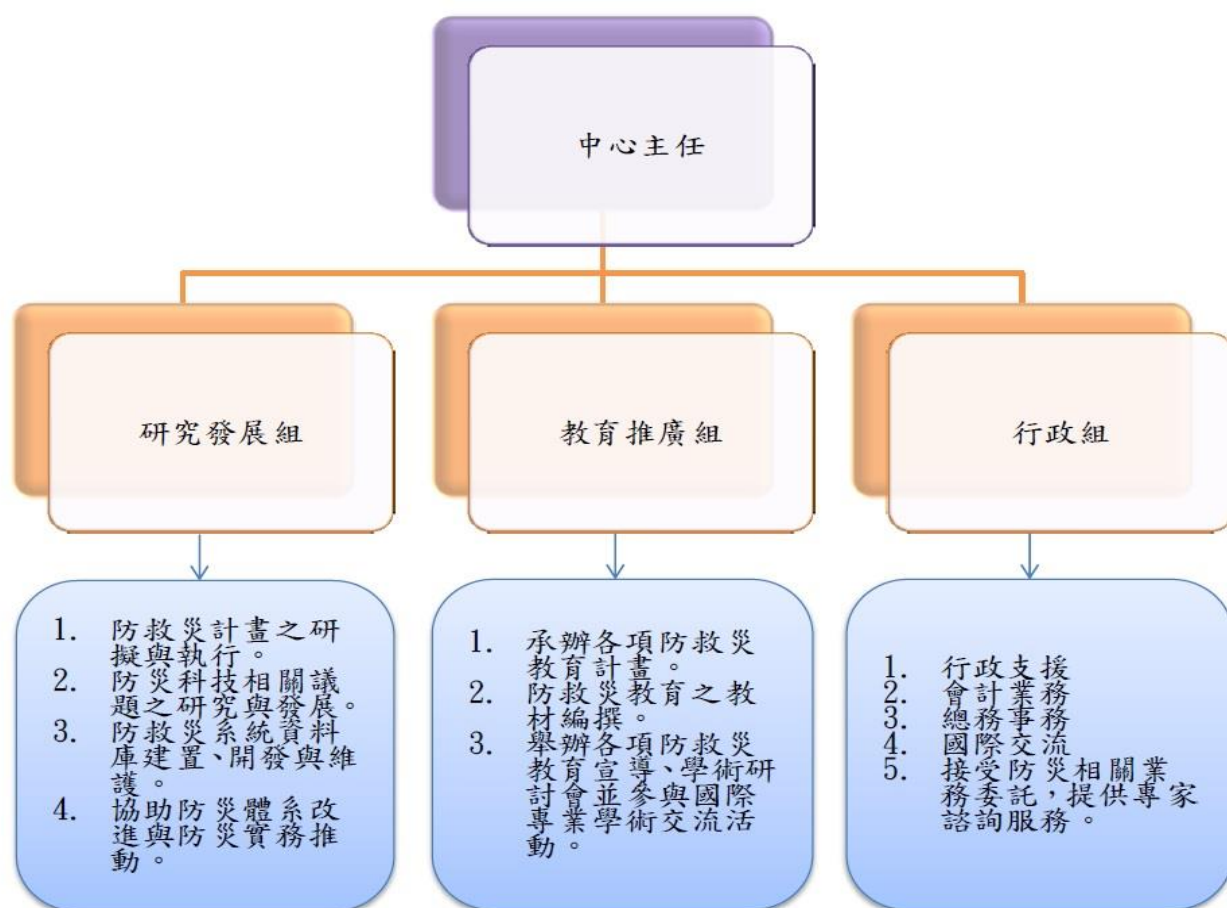 中心主任
研究發展組
教育推廣組
行政組
1. 防救災計畫之研
擬與執行。
2. 防災科技相關議
題之研究與發展。
3. 防救災系統資料
庫建置、開發與維
護。
4. 協助防災體系改
進與防災實務推
動。
1. 承辦各項防救災
教育計畫。
2. 防救災教育之教
材編撰。
3. 舉辦各項防救災
教育宣導、學術研
討會並參與國際
專業學術交流活
動。
1. 行政支援
2. 會計業務
3. 總務事務
4. 國際交流
5. 接受防災相關業
務委託，提供專家
諮詢服務。